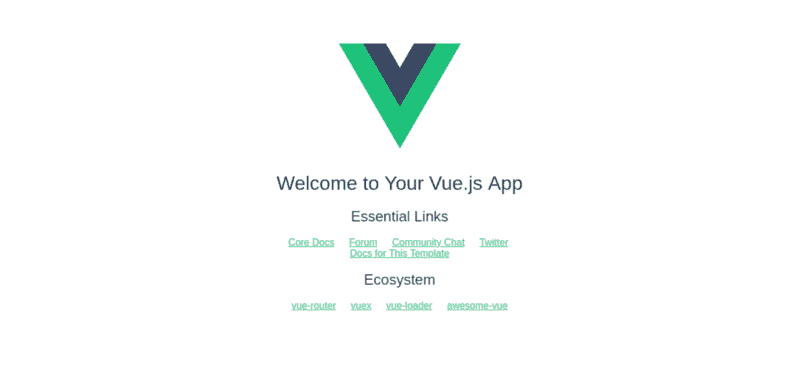 Welcome to Your Vue.js App
Essential Links
Core Docs Forum Community Chat Twitter
Docs for This Template
Ecosystem
vue-router vuex vue-loader awesome-vue